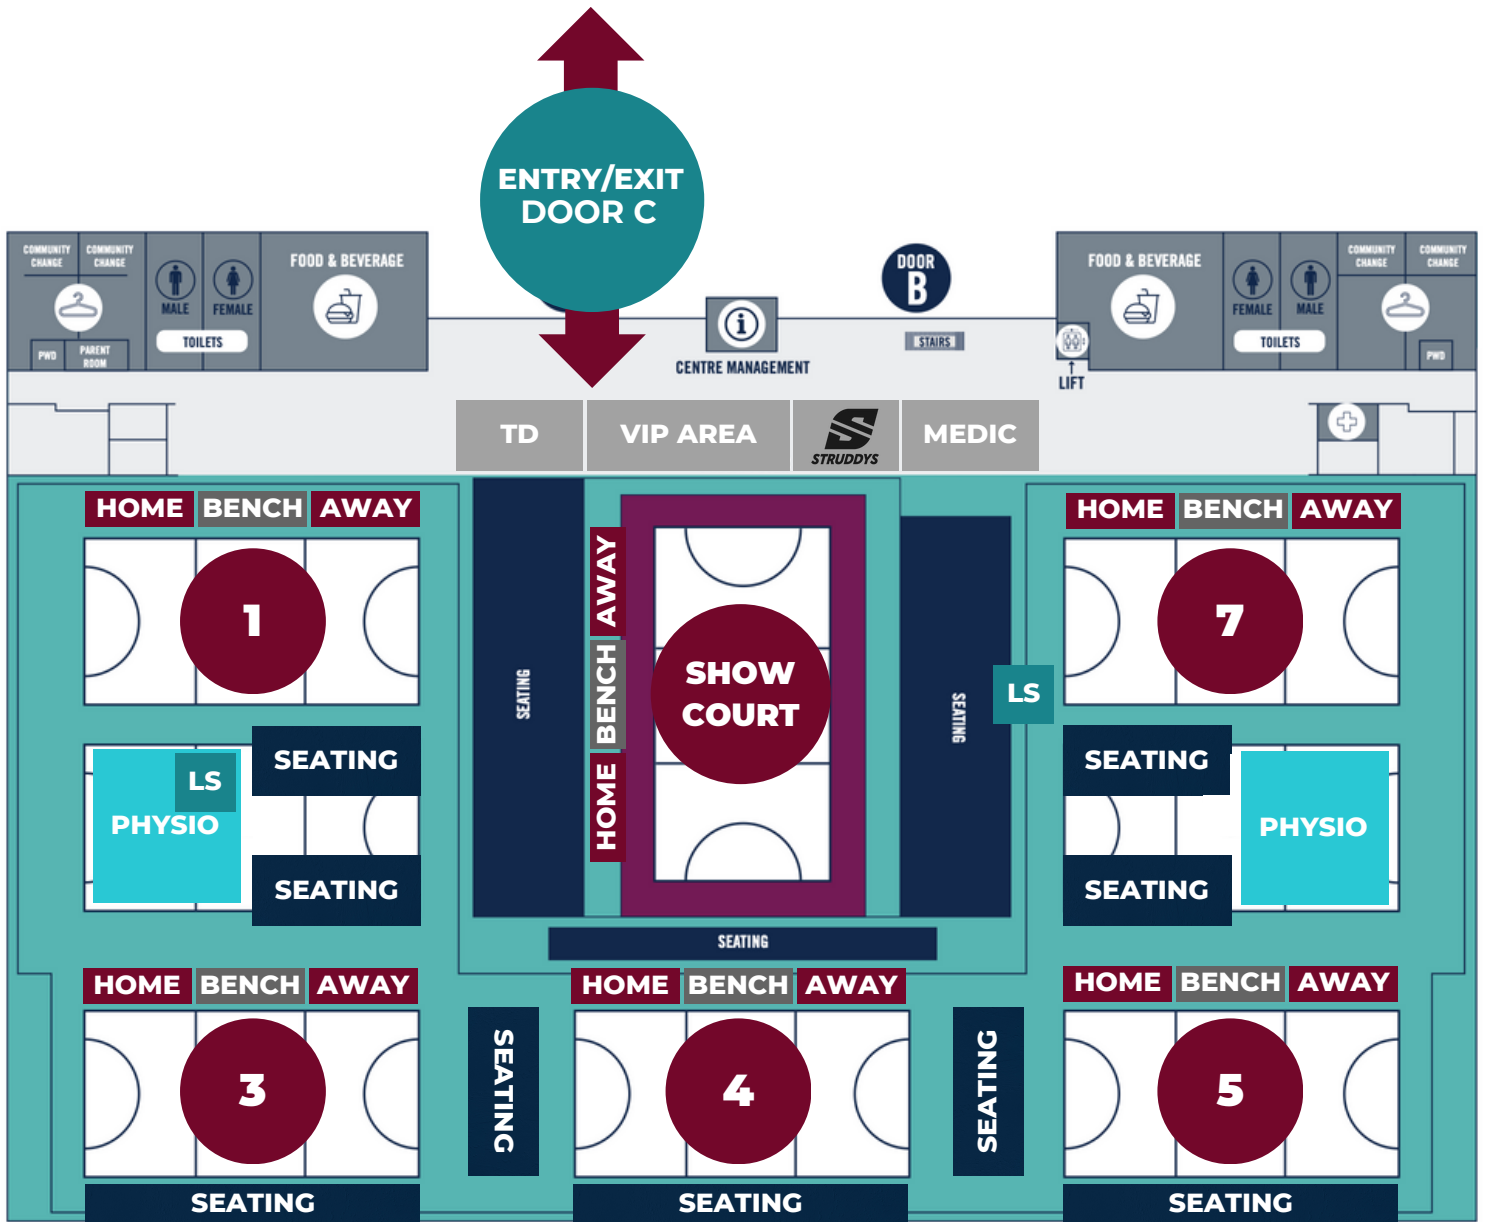 ENTRY/EXIT
DOOR C
COMMUNITY
CHANGE
COMMUNITY
CHANGE
MALE
FEMALE
TOILETS
PWD
PARENT
ROOM
FOOD & BEVERAGE
CENTRE MANAGEMENT
DOOR
B
STAIRS
LIFT
FOOD & BEVERAGE
FEMALE
MALE
TOILETS
COMMUNITY
CHANGE
COMMUNITY
CHANGE
PWD
TD
VIP AREA
STRUDDYS
MEDIC
HOME BENCH AWAY
1
SEATING
AWAY
BENCH
HOME
SHOW
COURT
SEATING
LS
HOME BENCH AWAY
7
LS
PHYSIO
SEATING
SEATING
SEATING
SEATING
PHYSIO
SEATING
HOME BENCH AWAY
3
SEATING
SEATING
HOME BENCH AWAY
4
SEATING
SEATING
HOME BENCH AWAY
5
SEATING